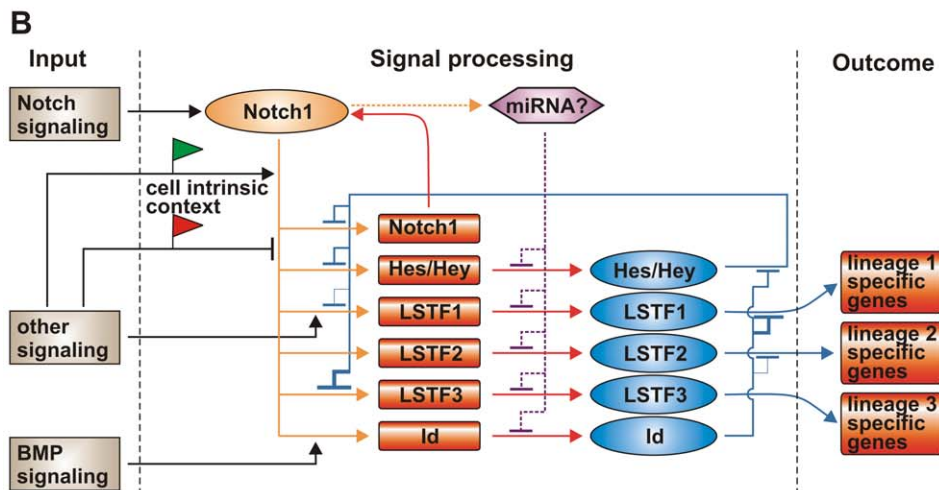 B
Input
Signal processing
Outcome
Notch
signaling
Notch1
miRNA?
cell intrinsic
context
Notch1
Hes/Hey
Hes/Hey
lineage 1
specific
genes
other
signaling
LSTF1
LSTF1
LSTF2
LSTF2
lineage 2
specific
genes
LSTF3
LSTF3
lineage 3
specific
genes
Id
Id
BMP
signaling